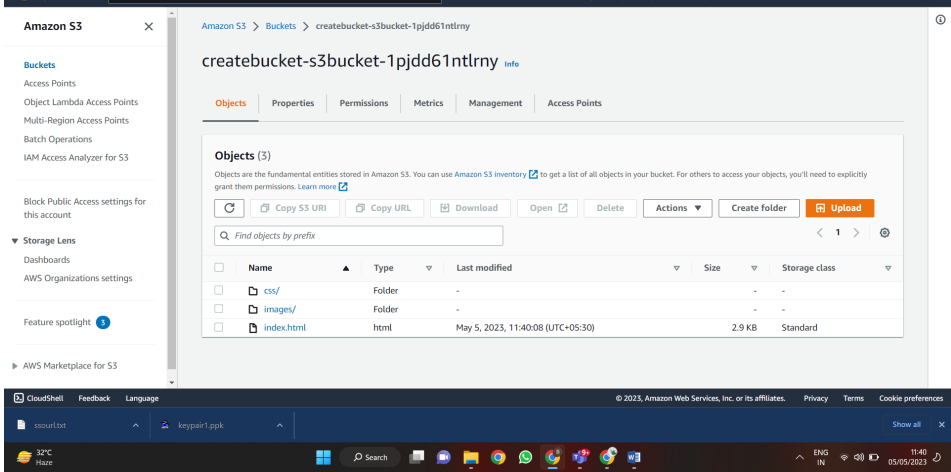 Amazon S3
Amazon S3 > Buckets > createbucket-s3bucket-1pjdd61ntlrny
createbucket-s3bucket-1pjdd61ntlrny Info
Buckets
Access Points
Object Lambda Access Points
Multi-Region Access Points
Batch Operations
IAM Access Analyzer for S3
Block Public Access settings for
this account
Storage Lens
Dashboards
AWS Organizations settings
Feature spotlight 3
AWS Marketplace for S3
Objects Properties Permissions Metrics Management Access Points
Objects (3)
Objects are the fundamental entities stored in Amazon S3. You can use Amazon S3 inventory to get a list of all objects in your bucket. For others to access your objects, you'll need to explicitly
grant them permissions. Learn more
Copy S3 URI Copy URL Download Open Delete Actions Create folder Upload
Find objects by prefix
1
Name Type Last modified Size Storage class
css/ Folder - - -
images/ Folder - - -
index.html html May 5, 2023, 11:40:08 (UTC+05:30) 2.9 KB Standard
CloudShell Feedback Language © 2023, Amazon Web Services, Inc. or its affiliates. Privacy Terms Cookie preferences
ssourl.txt keypair1.ppk Show all
32°C
Haze
Search
9+
ENG
IN
11:40
05/05/2023